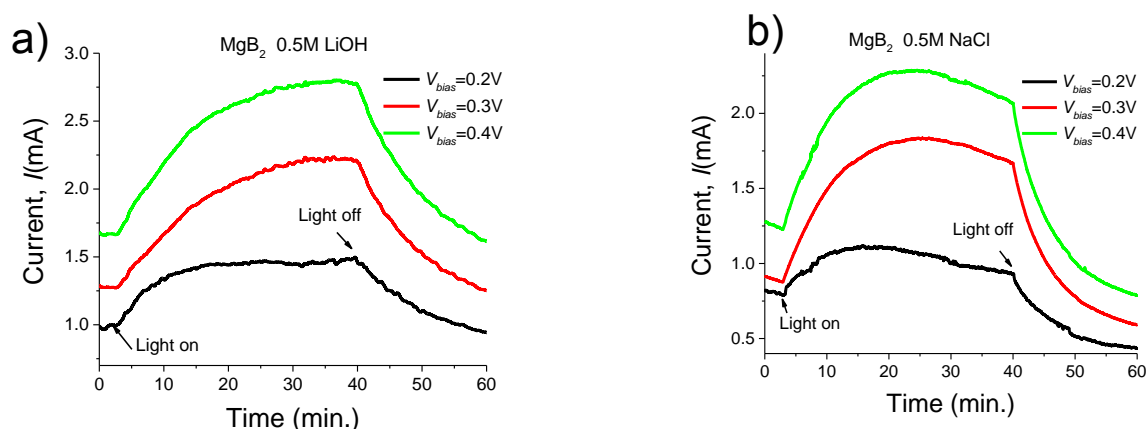 a)
MgB2 0.5M LiOH
3.0
2.5
2.0
1.5
1.0
Current, I(mA)
Vbias=0.2V
Vbias=0.3V
Vbias=0.4V
Light off
Light on
0 10 20 30 40 50 60
Time (min.)
b)
MgB2 0.5M NaCl
2.0
1.5
1.0
0.5
Current, I(mA)
Vbias=0.2V
Vbias=0.3V
Vbias=0.4V
Light off
Light on
0 10 20 30 40 50 60
Time (min.)